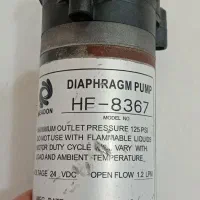 DIAPHRAGM PUMP
HF-8367
MODEL NO
MAXIMUM OUTLET PRESSURE 125 PSI
DO NOT USE WITH FLAMMABLE LIQUIDS
MOTOR DUTY CYCLE WILL VARY WITH
LOAD AND AMBIENT TEMPERATURE.
VOLTAGE 24 VDC OPEN FLOW 1.2 LPM